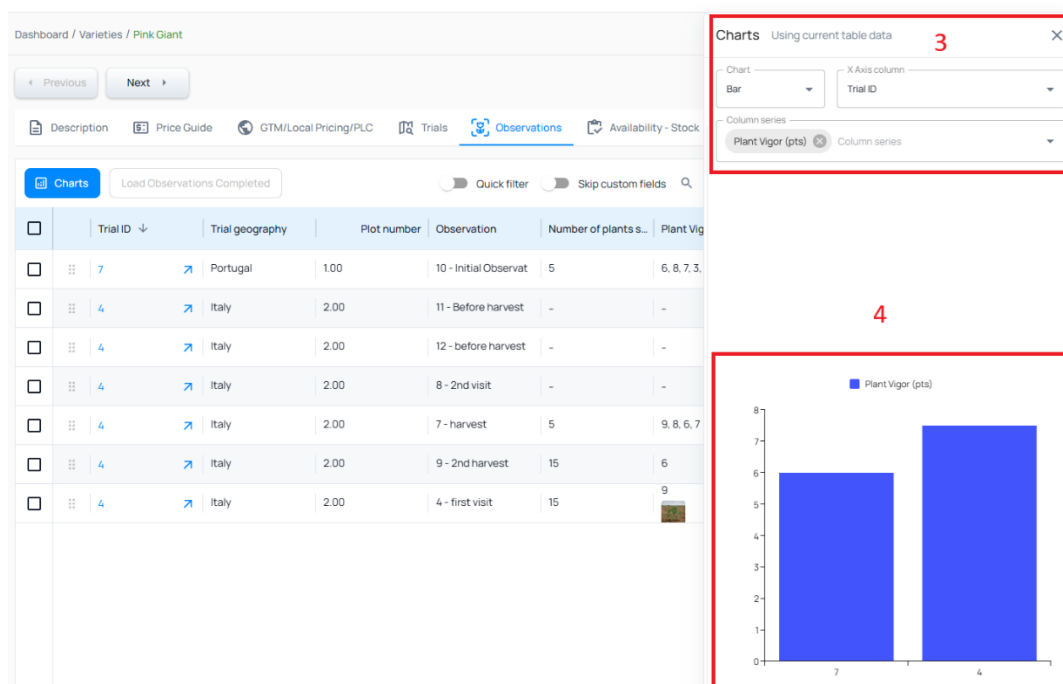 Dashboard / Varieties / Pink Giant
Previous
Next
Description
Price Guide
GTM/Local Pricing/PLC
Trials
Observations
Availability - Stock
Charts
Load Observations Completed
Quick filter
Skip custom fields
Trial ID
Trial geography
Plot number
Observation
Number of plants s...
Plant Vig
7 Portugal 1.00 10 - Initial Observat 5 6, 8, 7, 3,
4 Italy 2.00 11 - Before harvest - -
4 Italy 2.00 12 - before harvest - -
4 Italy 2.00 8 - 2nd visit - -
4 Italy 2.00 7 - harvest 5 9, 8, 6, 7
4 Italy 2.00 9 - 2nd harvest 15 6
4 Italy 2.00 4 - first visit 15 9
Charts Using current table data
3
Chart
Bar
X Axis column
Trial ID
Column series
Plant Vigor (pts) Column series
4
Plant Vigor (pts)
8
7
6
5
4
3
2
1
0
7 4